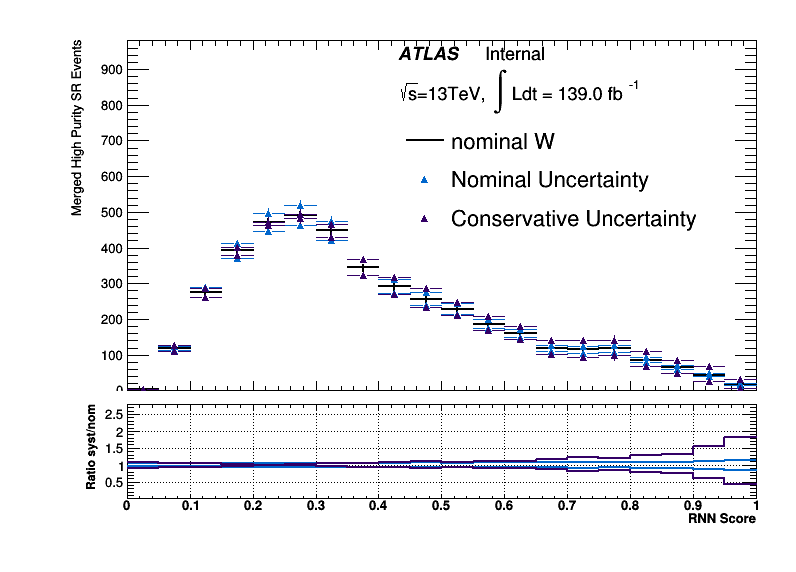 ATLAS Internal
√s=13TeV, ∫ Ldt = 139.0 fb -1
nominal W
Nominal Uncertainty
Conservative Uncertainty
Merged High Purity SR Events
900
800
700
600
500
400
300
200
100
0
Ratio syst/nom
2.5
2
1.5
1
0.5
0 0.1 0.2 0.3 0.4 0.5 0.6 0.7 0.8 0.9 1
RNN Score